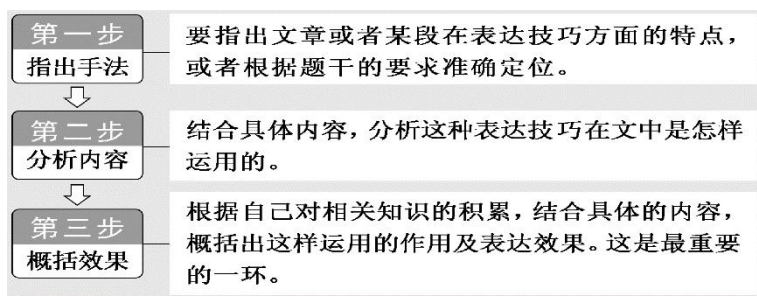 第一步
指出手法
要指出文章或者某段在表达技巧方面的特点，
或者根据题干的要求准确定位。
第二步
分析内容
结合具体内容，分析这种表达技巧在文中是怎样
运用的。
第三步
概括效果
根据自己对相关知识的积累，结合具体的内容，
概括出这样运用的作用及表达效果。这是最重要
的一环。